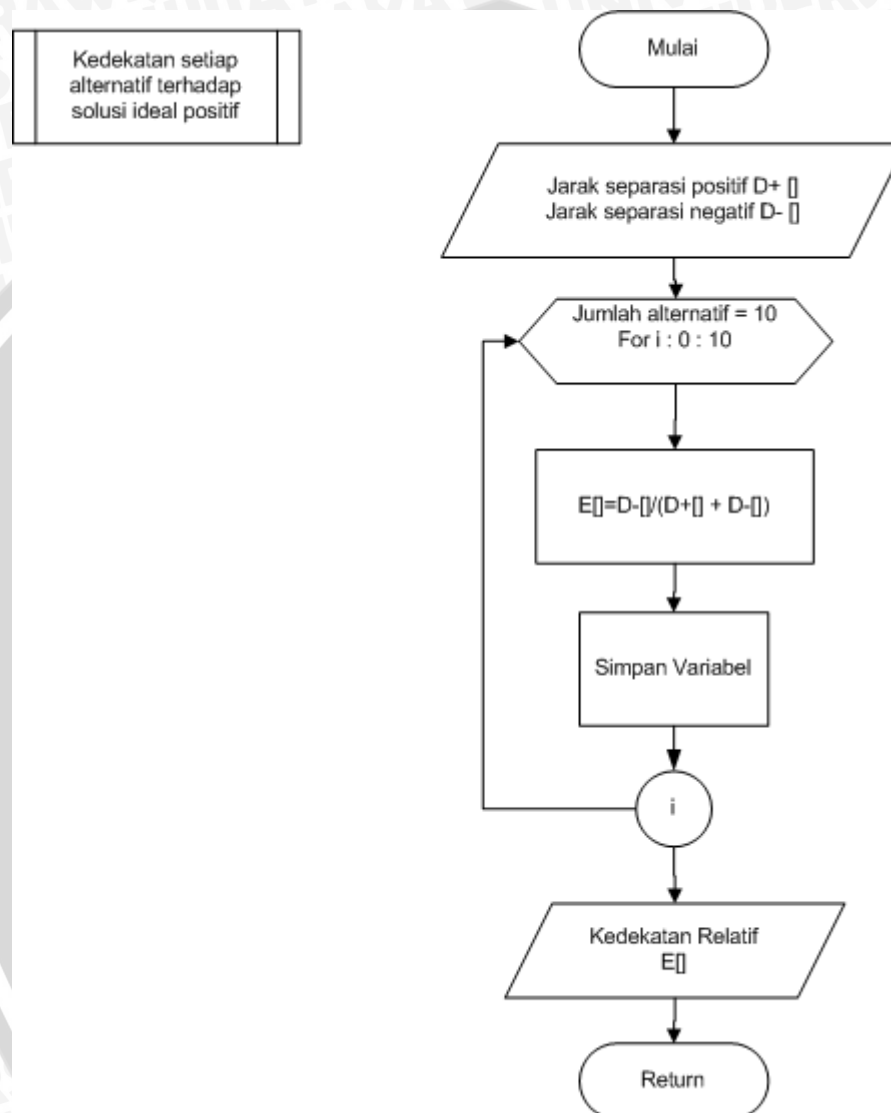 Kedekatan setiap
alternatif terhadap
solusi ideal positif
Mulai
Jarak separasi positif D+ []
Jarak separasi negatif D- []
Jumlah alternatif = 10
For i : 0 : 10
E[]=D-[]/(D+[] + D-[])
Simpan Variabel
i
Kedekatan Relatif
E[]
Return